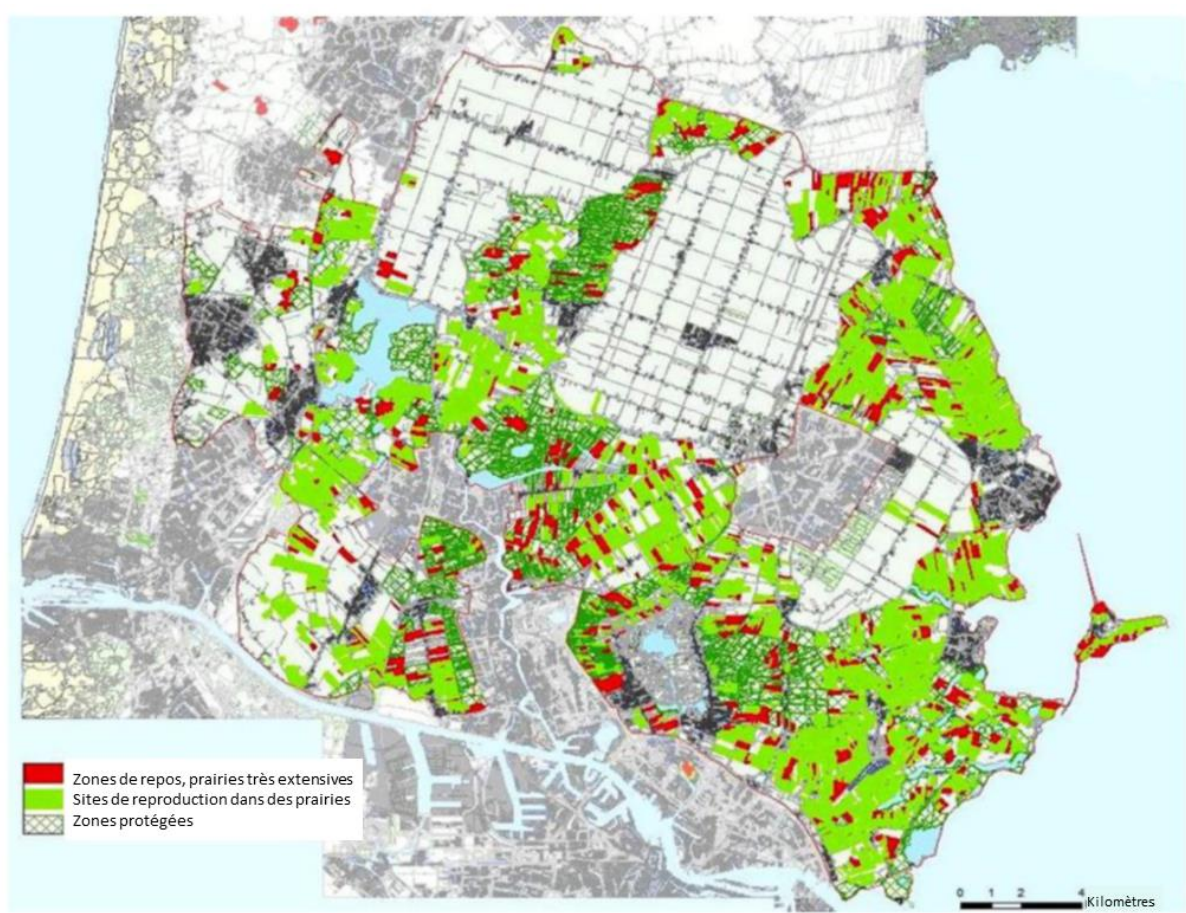 Zones de repos, prairies très extensives
Sites de reproduction dans des prairies
Zones protégées
0 1 2 4 Kilomètres